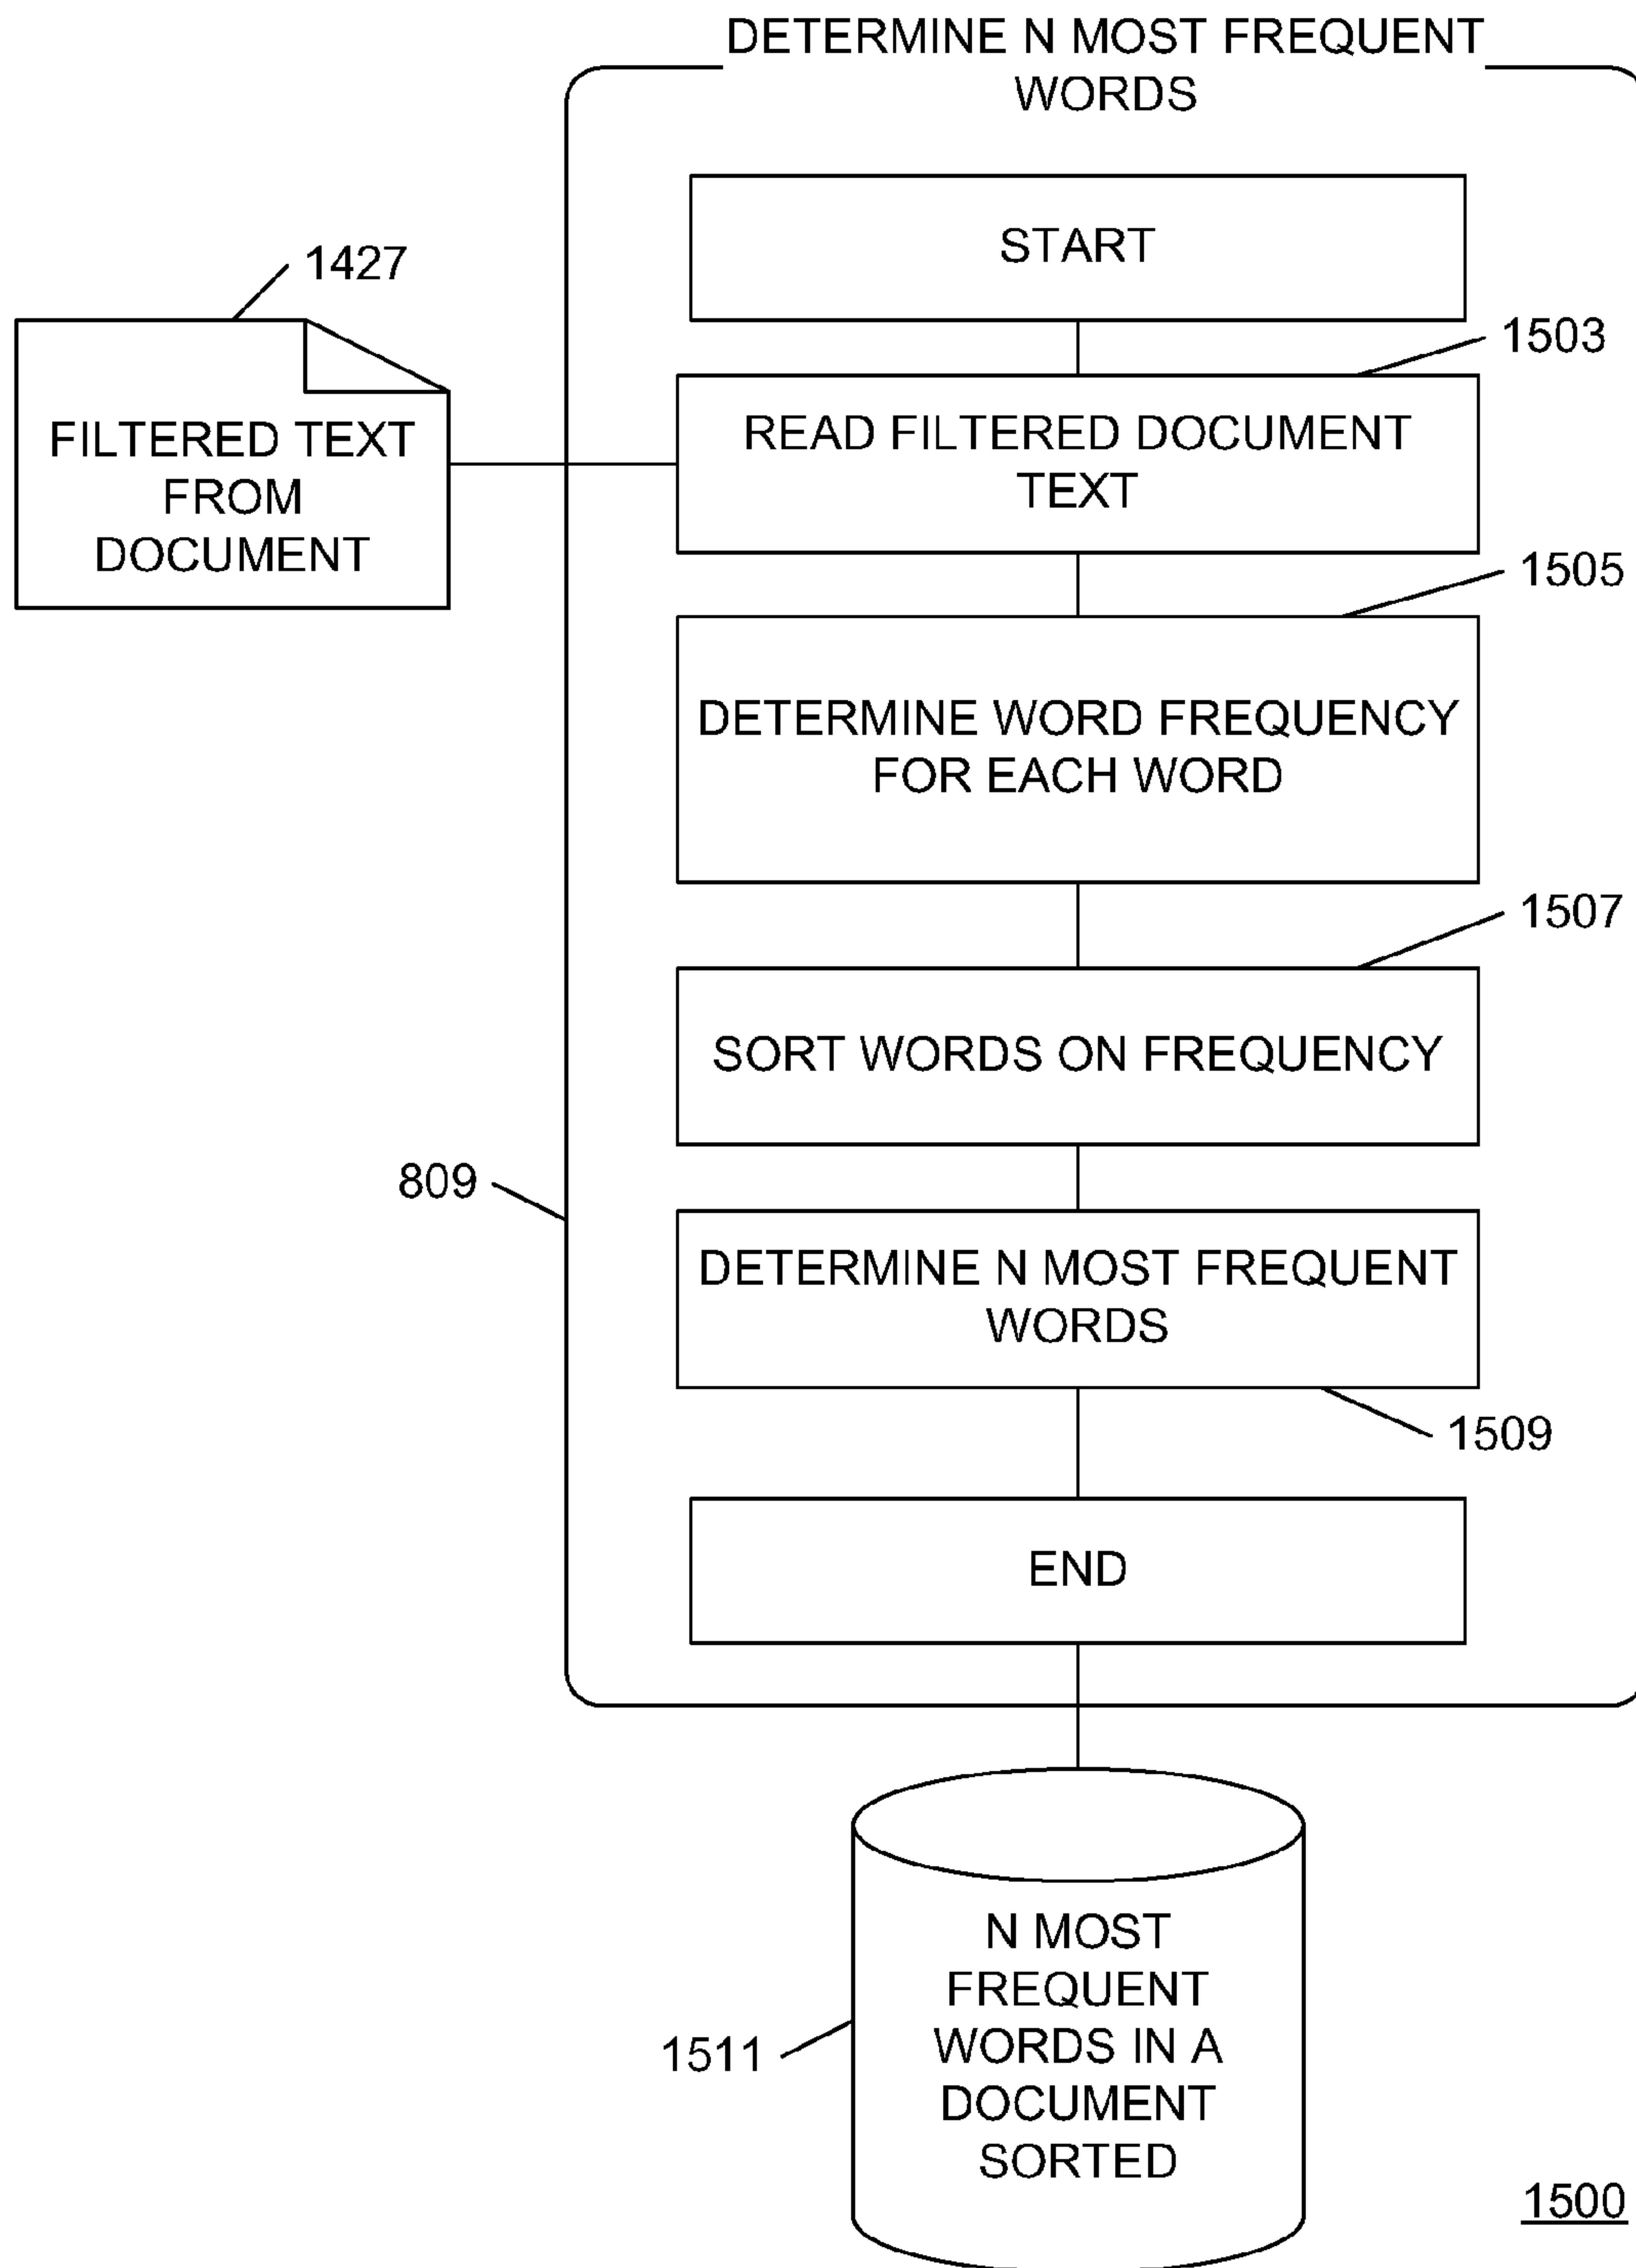 DETERMINE N MOST FREQUENT
WORDS
START
1427
1503
FILTERED TEXT
FROM
DOCUMENT
READ FILTERED DOCUMENT
TEXT
1505
DETERMINE WORD FREQUENCY
FOR EACH WORD
1507
SORT WORDS ON FREQUENCY
809
DETERMINE N MOST FREQUENT
WORDS
1509
END
N MOST
FREQUENT
WORDS IN A
DOCUMENT
SORTED
1511
1500